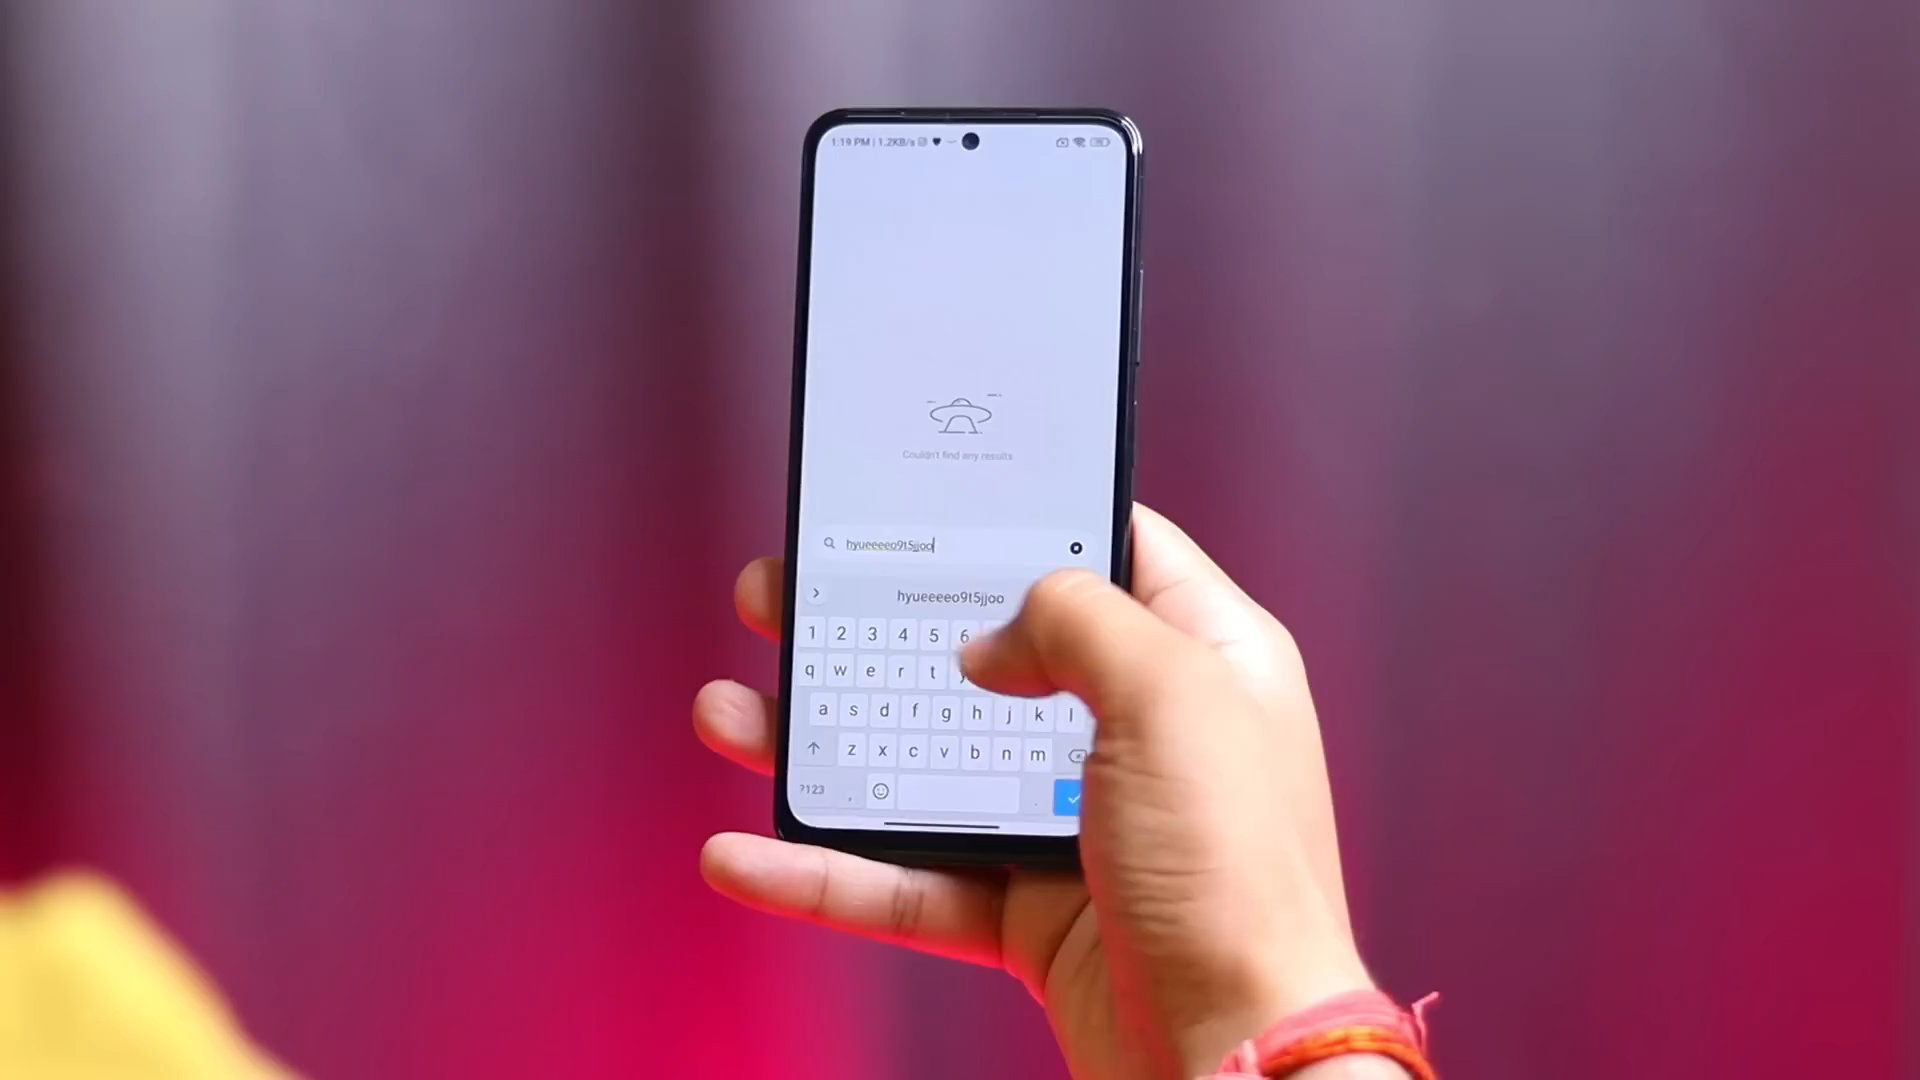 1:19 PM | 1.2KB/s
Couldn't find any results
hyueeeeo9t5jjoo
hyueeeeo9t5jjoo
1 2 3 4 5 6
q w e r t y
a s d f g h j k l
z x c v b n m
?123 , .